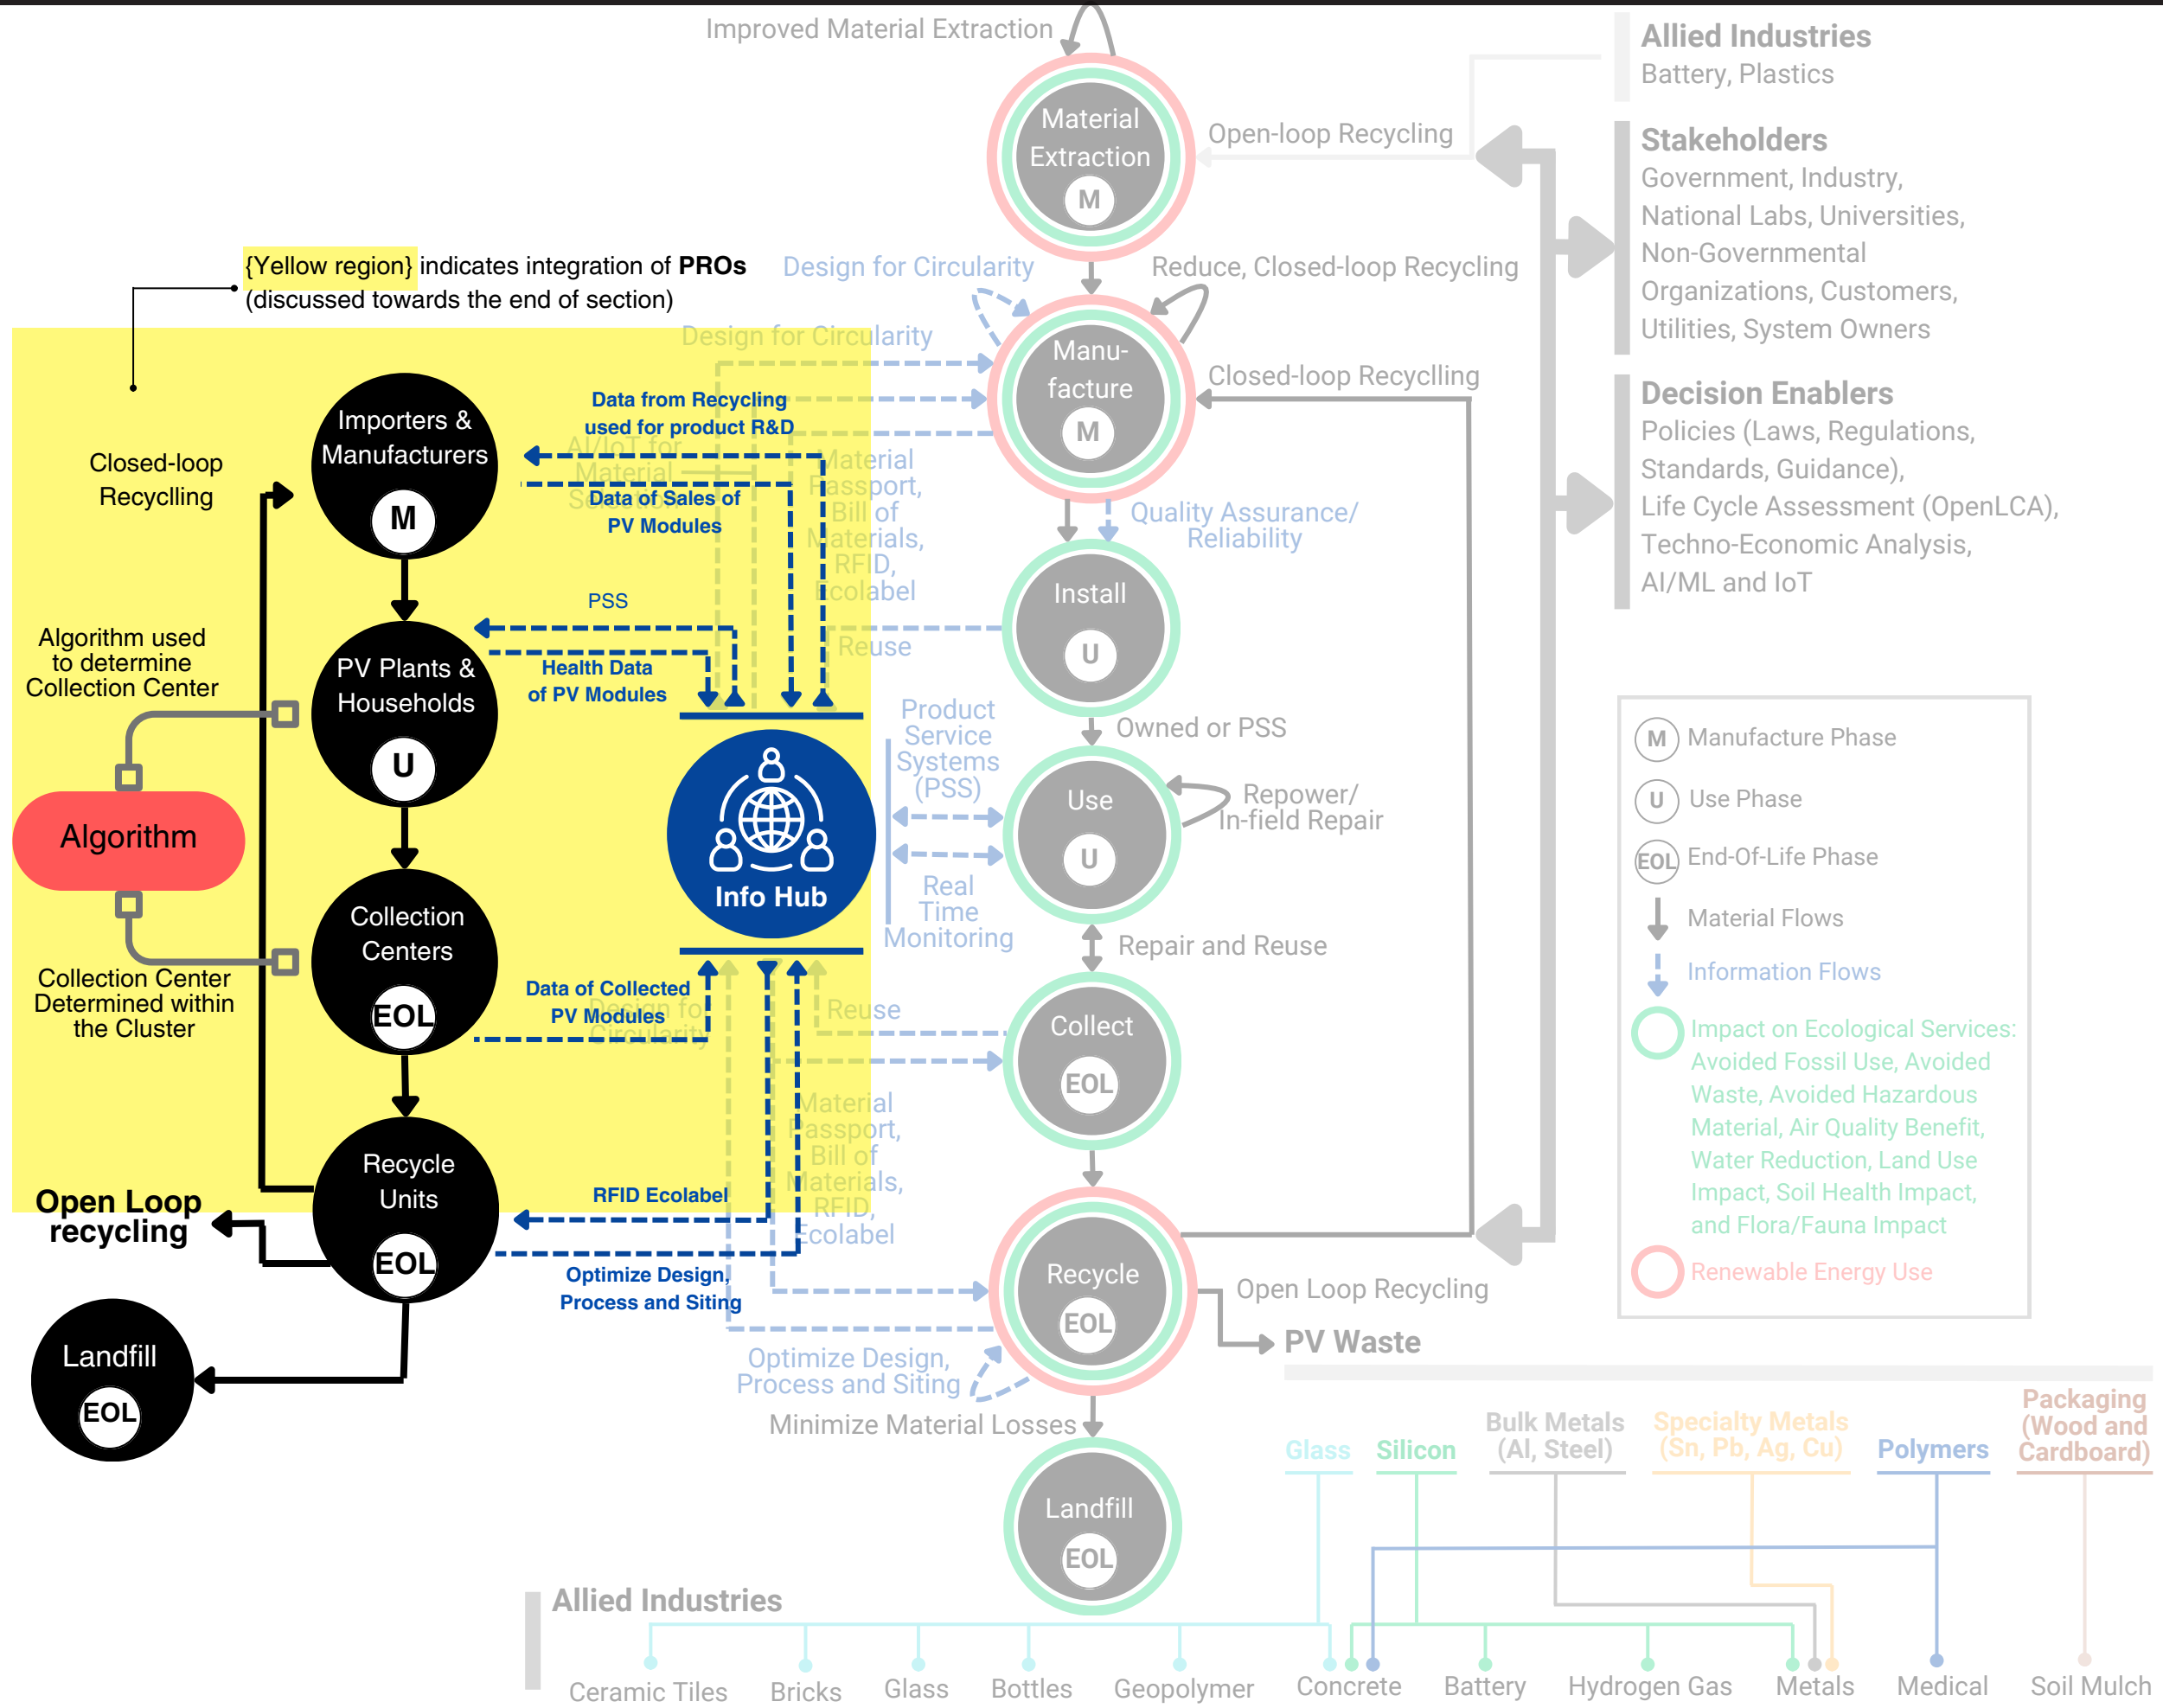 Improved Material Extraction
Material
Extraction
M
Open-loop Recycling
Allied Industries
Battery, Plastics
Stakeholders
Government, Industry,
National Labs, Universities,
Non-Governmental
Organizations, Customers,
Utilities, System Owners
Decision Enablers
Policies (Laws, Regulations,
Standards, Guidance),
Life Cycle Assessment (OpenLCA),
Techno-Economic Analysis,
AI/ML and IoT
{Yellow region} indicates integration of PROs
(discussed towards the end of section)
Design for Circularity
Reduce, Closed-loop Recycling
Design for Circularity
Manu-
facture
M
Closed-loop Recyclling
Importers &
Manufacturers
M
Closed-loop
Recyclling
Data from Recycling
used for product R&D
AI/IoT for
Material
Selection
Data of Sales of
PV Modules
Material
Passport,
Bill of
Materials,
RFID,
Ecolabel
Quality Assurance/
Reliability
Install
U
PSS
Reuse
Algorithm used
to determine
Collection Center
PV Plants &
Households
U
Health Data
of PV Modules
Algorithm
Info Hub
Product
Service
Systems
(PSS)
Owned or PSS
Use
U
Repower/
In-field Repair
Real
Time
Monitoring
Repair and Reuse
Collection
Centers
EOL
Collection Center
Determined within
the Cluster
Data of Collected
PV Modules
Design for
Circularity
Reuse
Collect
EOL
Material
Passport,
Bill of
Materials,
RFID,
Ecolabel
Recycle
Units
EOL
Open Loop
recycling
RFID Ecolabel
Optimize Design,
Process and Siting
Recycle
EOL
Open Loop Recycling
PV Waste
Optimize Design,
Process and Siting
Minimize Material Losses
Landfill
EOL
Landfill
EOL
M Manufacture Phase
U Use Phase
EOL End-Of-Life Phase
Material Flows
Information Flows
Impact on Ecological Services:
Avoided Fossil Use, Avoided
Waste, Avoided Hazardous
Material, Air Quality Benefit,
Water Reduction, Land Use
Impact, Soil Health Impact,
and Flora/Fauna Impact
Renewable Energy Use
Glass
Silicon
Bulk Metals
(Al, Steel)
Specialty Metals
(Sn, Pb, Ag, Cu)
Polymers
Packaging
(Wood and
Cardboard)
Allied Industries
Ceramic Tiles
Bricks
Glass
Bottles
Geopolymer
Concrete
Battery
Hydrogen Gas
Metals
Medical
Soil Mulch